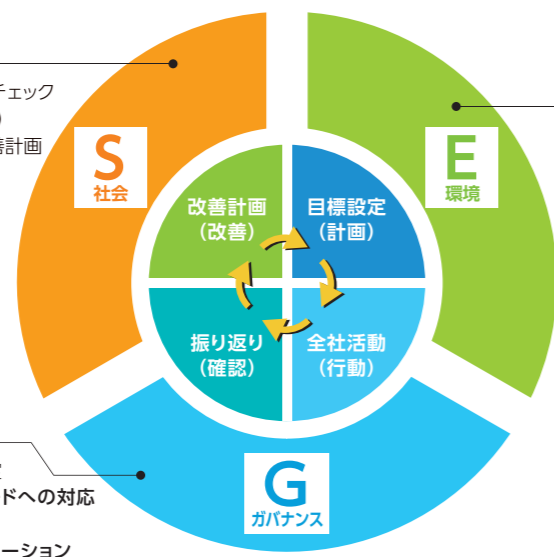 チェック
)
善計画
S
社会
E
環境
改善計画
(改善)
目標設定
(計画)
振り返り
(確認)
全社活動
(行動)
ドへの対応
G
ガバナンス
ーション